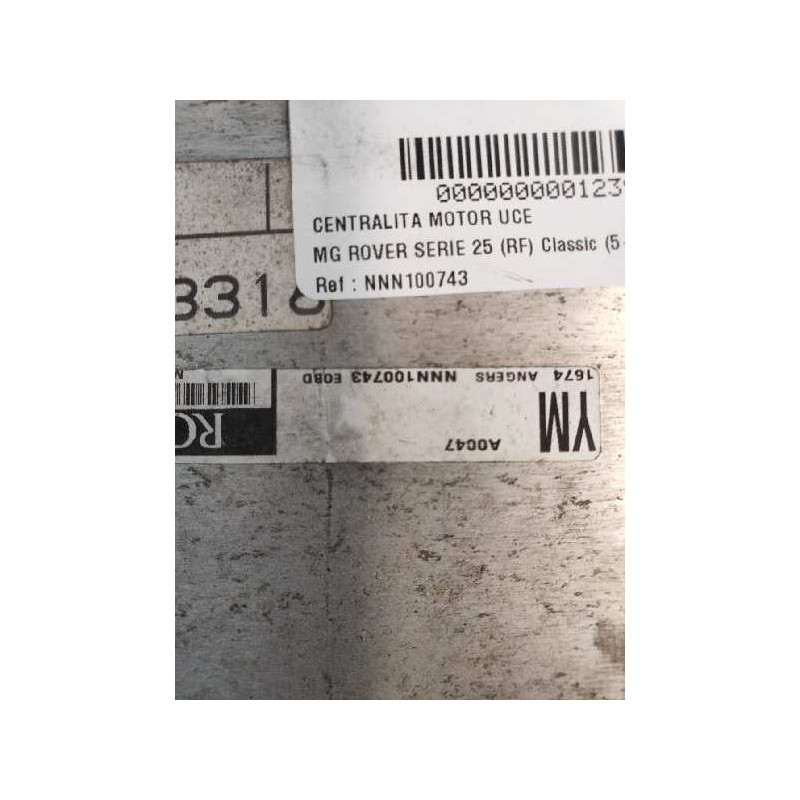 000000000123
CENTRALITA MOTOR UCE
MG ROVER SERIE 25 (RF) Classic (5
Ref : NNN100743
3318
1674 ANGERS NNN100743 EOBD
YM
A0047
RO